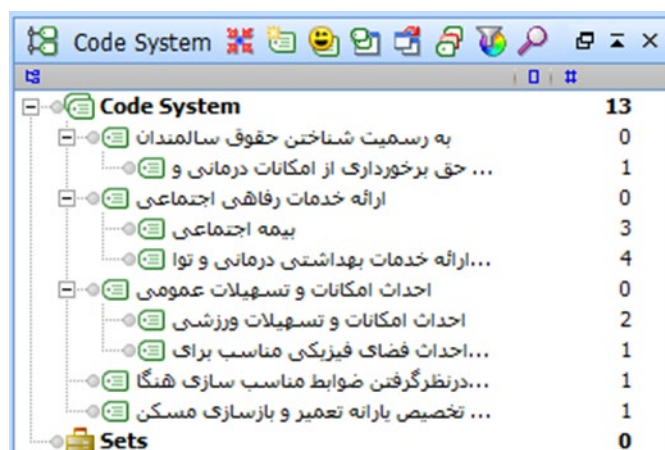 Code System
#
Code System 13
به رسمیت شناختن حقوق سالمندان 0
حق برخورداری از امکانات درمانی و ... 1
ارائه خدمات رفاهی اجتماعی 0
بیمه اجتماعی 3
ارائه خدمات بهداشتی درمانی و توا... 4
احداث امکانات و تسهیلات عمومی 0
احداث امکانات و تسهیلات ورزشی 2
احداث فضای فیزیکی مناسب برای... 1
درنظرگرفتن ضوابط مناسب سازی هنگا... 1
تخصیص یارانه تعمیر و بازسازی مسکن ... 1
Sets 0